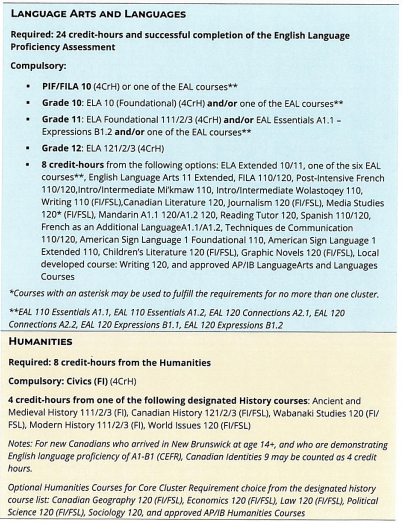 LANGUAGE ARTS AND LANGUAGES
Required: 24 credit-hours and successful completion of the English Language
Proficiency Assessment
Compulsory:
▪ PIF/FILA 10 (4CrH) or one of the EAL courses**
▪ Grade 10: ELA 10 (Foundational) (4CrH) and/or one of the EAL courses**
▪ Grade 11: ELA Foundational 111/2/3 (4CrH) and/or EAL Essentials A1.1 –
Expressions B1.2 and/or one of the EAL courses**
▪ Grade 12: ELA 121/2/3 (4CrH)
▪ 8 credit-hours from the following options: ELA Extended 10/11, one of the six EAL
courses**, English Language Arts 11 Extended, FILA 110/120, Post-Intensive French
110/120,Intro/Intermediate Mi'kmaw 110, Intro/Intermediate Wolastoqey 110,
Writing 110 (FI/FSL),Canadian Literature 120, Journalism 120 (FI/FSL), Media Studies
120* (FI/FSL), Mandarin A1.1 120/A1.2 120, Reading Tutor 120, Spanish 110/120,
French as an Additional LanguageA1.1/A1.2, Techniques de Communication
110/120, American Sign Language 1 Foundational 110, American Sign Language 1
Extended 110, Children's Literature 120 (FI/FSL), Graphic Novels 120 (FI/FSL), Local
developed course: Writing 120, and approved AP/IB LanguageArts and Languages
Courses
*Courses with an asterisk may be used to fulfill the requirements for no more than one cluster.
**EAL 110 Essentials A1.1, EAL 110 Essentials A1.2, EAL 120 Connections A2.1, EAL 120
Connections A2.2, EAL 120 Expressions B1.1, EAL 120 Expressions B1.2
HUMANITIES
Required: 8 credit-hours from the Humanities
Compulsory: Civics (FI) (4CrH)
4 credit-hours from one of the following designated History courses: Ancient and
Medieval History 111/2/3 (FI), Canadian History 121/2/3 (FI/FSL), Wabanaki Studies 120 (FI/
FSL), Modern History 111/2/3 (FI), World Issues 120 (FI/FSL)
Notes: For new Canadians who arrived in New Brunswick at age 14+, and who are demonstrating
English language proficiency of A1-B1 (CEFR), Canadian Identities 9 may be counted as 4 credit
hours.
Optional Humanities Courses for Core Cluster Requirement choice from the designated history
course list: Canadian Geography 120 (FI/FSL), Economics 120 (FI/FSL), Law 120 (FI/FSL), Political
Science 120 (FI/FSL), Sociology 120, and approved AP/IB Humanities Courses